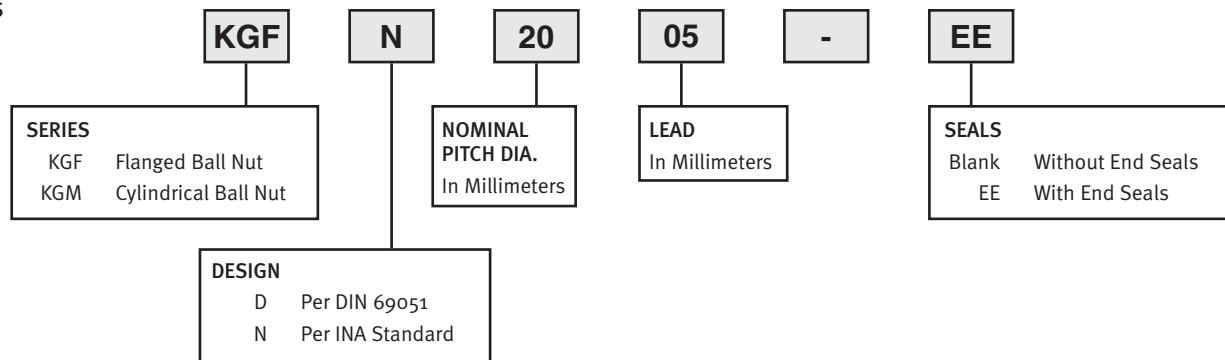 S
KGF N 20 05 - EE
SERIES
KGF Flanged Ball Nut
KGM Cylindrical Ball Nut
NOMINAL
PITCH DIA.
In Millimeters
LEAD
In Millimeters
SEALS
Blank Without End Seals
EE With End Seals
DESIGN
D Per DIN 69051
N Per INA Standard